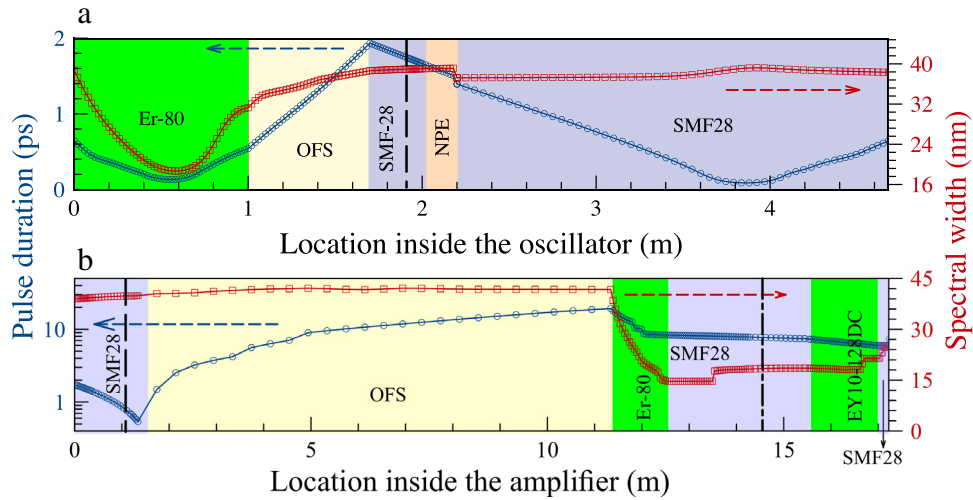 a
Pulse duration (ps)
Spectral width (nm)
2
1
0
40
32
24
16
Er-80
OFS
SMF-28
NPE
SMF28
0
1
2
3
4
Location inside the oscillator (m)
b
10
1
45
30
15
0
SMF28
OFS
Er-80
SMF28
EY10-128DC
0
5
10
15
SMF28
Location inside the amplifier (m)